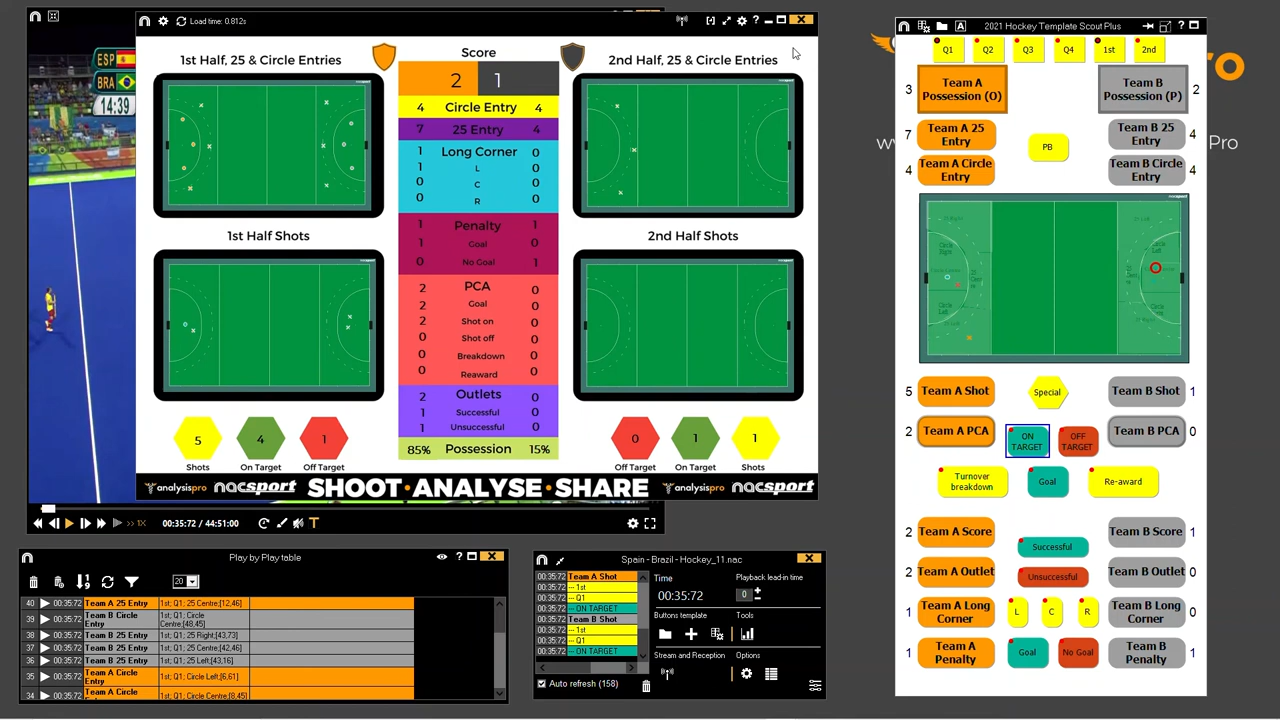 Load time: 0.812s
ESP
BRA
14:39
1st Half, 25 & Circle Entries
Score
2nd Half, 25 & Circle Entries
2 1
4 Circle Entry 4
7 25 Entry 4
1 Long Corner 0
1 L 0
0 C 0
0 R 0
1 Penalty 1
1 Goal 0
0 No Goal 1
2 PCA 0
2 Goal 0
2 Shot on 0
0 Shot off 0
0 Breakdown 0
0 Reaward 0
2 Outlets 0
1 Successful 0
1 Unsuccessful 0
85% Possession 15%
1st Half Shots
2nd Half Shots
5 4 1
Shots On Target Off Target
0 1 1
Off Target On Target Shots
analysispro nacsport SHOOT·ANALYSE·SHARE analysispro nacsport
1X 00:35:72 / 44:51:00
Play by Play table
20
40 00:35:72 Team A 25 Entry 1st; Q1; 25 Centre;[12,46]
39 00:35:72 Team B Circle Entry 1st; Q1; Circle Centre;[48,45]
38 00:35:72 Team B 25 Entry 1st; Q1; 25 Right;[43,73]
37 00:35:72 Team B 25 Entry 1st; Q1; 25 Centre;[42,46]
36 00:35:72 Team B 25 Entry 1st; Q1; 25 Left;[43,16]
35 00:35:72 Team A Circle Entry 1st; Q1; Circle Left;[6,61]
34 00:35:72 Team A Circle 1st; Q1; Circle Centre;[8,45]
Spain - Brazil - Hockey_11.nac
00:35:72 Team A Shot
00:35:72 --- 1st
00:35:72 --- Q1
00:35:72 --- ON TARGET
00:35:72 Team B Shot
00:35:72 --- 1st
00:35:72 --- Q1
00:35:72 --- ON TARGET
Auto refresh (158)
Time
00:35:72
Playback lead-in time
0
Buttons template
Tools
Stream and Reception
Options
2021 Hockey Template Scout Plus
Q1 Q2 Q3 Q4 1st 2nd
3 Team A Possession (O)
Team B Possession (P) 2
7 Team A 25 Entry
PB
Team B 25 Entry 4
4 Team A Circle Entry
Team B Circle Entry 4
5 Team A Shot Special Team B Shot 1
2 Team A PCA ON TARGET OFF TARGET Team B PCA 0
Turnover breakdown Goal Re-award
2 Team A Score Successful Team B Score 1
2 Team A Outlet Unsuccessful Team B Outlet 0
1 Team A Long Corner L C R Team B Long Corner 0
1 Team A Penalty Goal No Goal Team B Penalty 1
ro
w
Pro